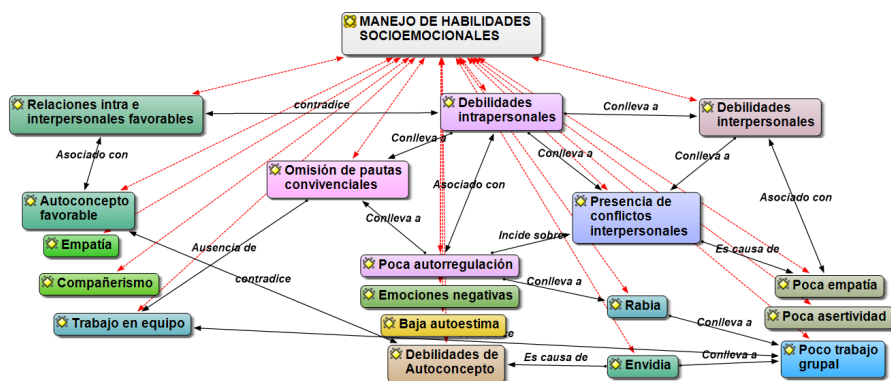 MANEJO DE HABILIDADES
SOCIOEMOCIONALES
Relaciones intra e
interpersonales favorables
contradice
Debilidades
intrapersonales
Conlleva a
Debilidades
interpersonales
Asociado con
Conlleva a
Conlleva a
Conlleva a
Omisión de pautas
convivenciales
Asociado con
Asociado con
Autoconcepto
favorable
Conlleva a
Presencia de
conflictos
interpersonales
Empatía
Ausencia de
Incide sobre
Es causa de
Compañerismo
contradice
Poca autorregulación
Conlleva a
Poca empatía
Emociones negativas
Rabia
Poca asertividad
Trabajo en equipo
Baja autoestima
Conlleva a
Debilidades de
Autoconcepto
Es causa de
Envidia
Conlleva a
Poco trabajo
grupal